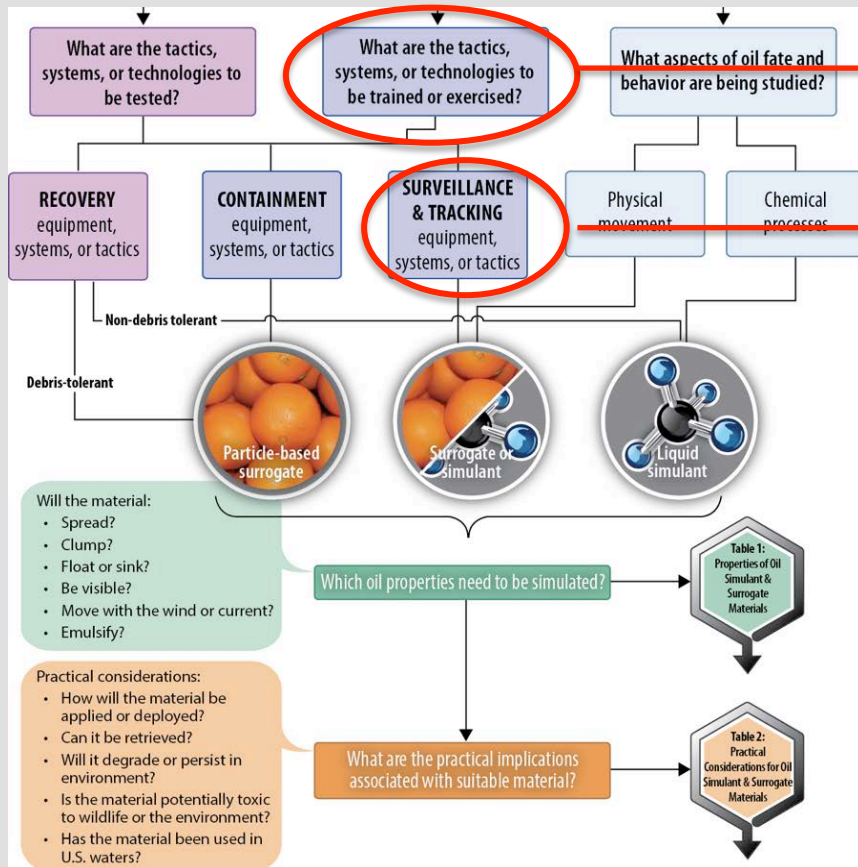 What are the tactics,
systems, or technologies to
be tested?
What are the tactics,
systems, or technologies to
be trained or exercised?
What aspects of oil fate and
behavior are being studied?
RECOVERY
equipment,
systems, or tactics
CONTAINMENT
equipment,
systems, or tactics
SURVEILLANCE
& TRACKING
equipment,
systems, or tactics
Physical
movement
Chemical
processes
Non-debris tolerant
Debris-tolerant
Particle-based
surrogate
Surrogate or
simulant
Liquid
simulant
Will the material:
• Spread?
• Clump?
• Float or sink?
• Be visible?
• Move with the wind or current?
• Emulsify?
Which oil properties need to be simulated?
Table 1:
Properties of Oil
Simulant &
Surrogate
Materials
Practical considerations:
• How will the material be
applied or deployed?
• Can it be retrieved?
• Will it degrade or persist in
environment?
• Is the material potentially toxic
to wildlife or the environment?
• Has the material been used in
U.S. waters?
What are the practical implications
associated with suitable material?
Table 2:
Practical
Considerations for Oil
Simulant & Surrogate
Materials